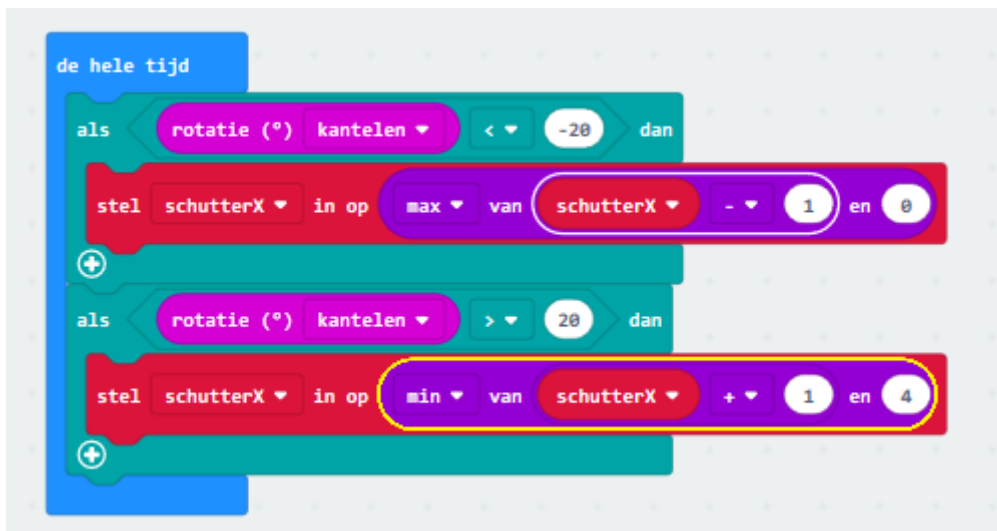 de hele tijd
als rotatie (°) kantelen < -20 dan
stel schutterX in op max van schutterX - 1 en 0
als rotatie (°) kantelen > 20 dan
stel schutterX in op min van schutterX + 1 en 4